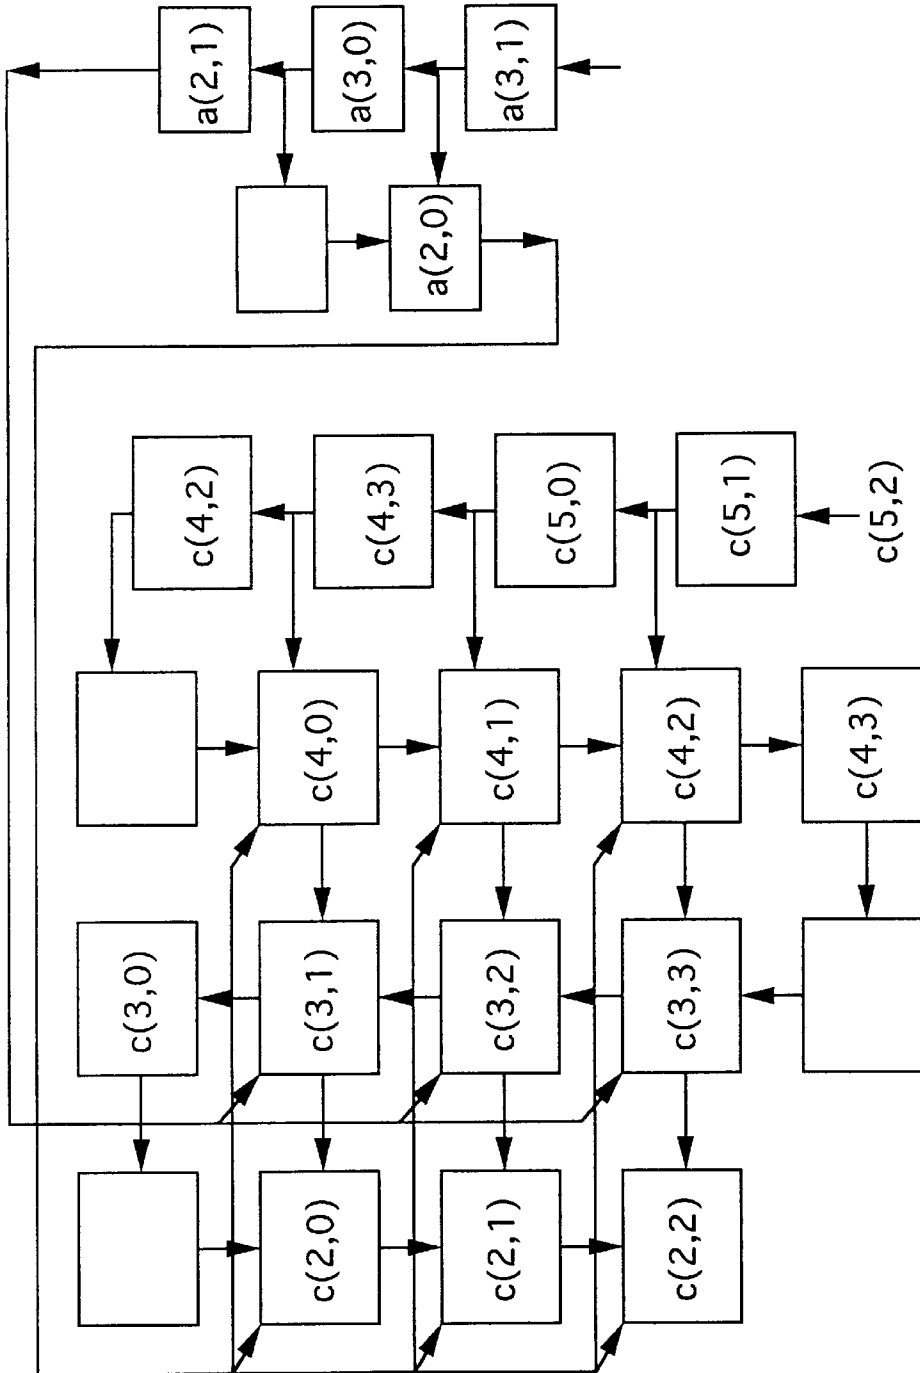 a(2,1)
a(3,0)
a(3,1)
a(2,0)
c(4,2)
c(4,3)
c(5,0)
c(5,1)
c(5,2)
c(4,0)
c(4,1)
c(4,2)
c(4,3)
c(3,0)
c(3,1)
c(3,2)
c(3,3)
c(2,0)
c(2,1)
c(2,2)